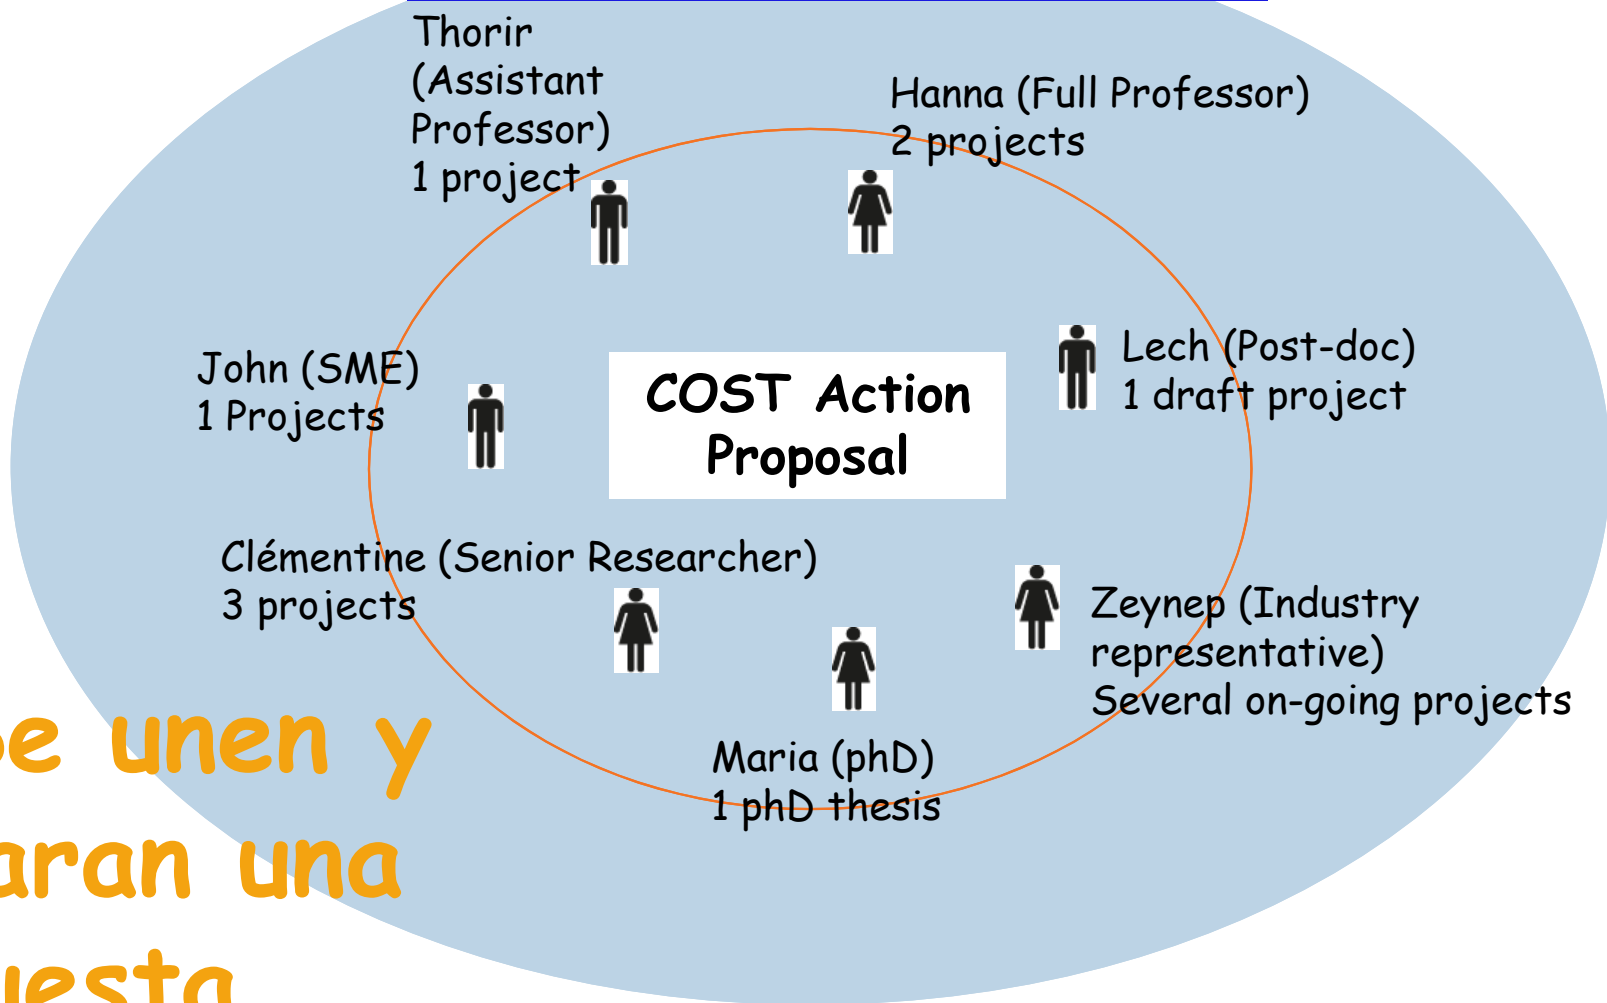 Thorir
(Assistant
Professor)
1 project
Hanna (Full Professor)
2 projects
John (SME)
1 Projects
COST Action
Proposal
Lech (Post-doc)
1 draft project
Clémentine (Senior Researcher)
3 projects
Zeynep (Industry
representative)
Several on-going projects
Maria (phD)
1 phD thesis
unen y
una